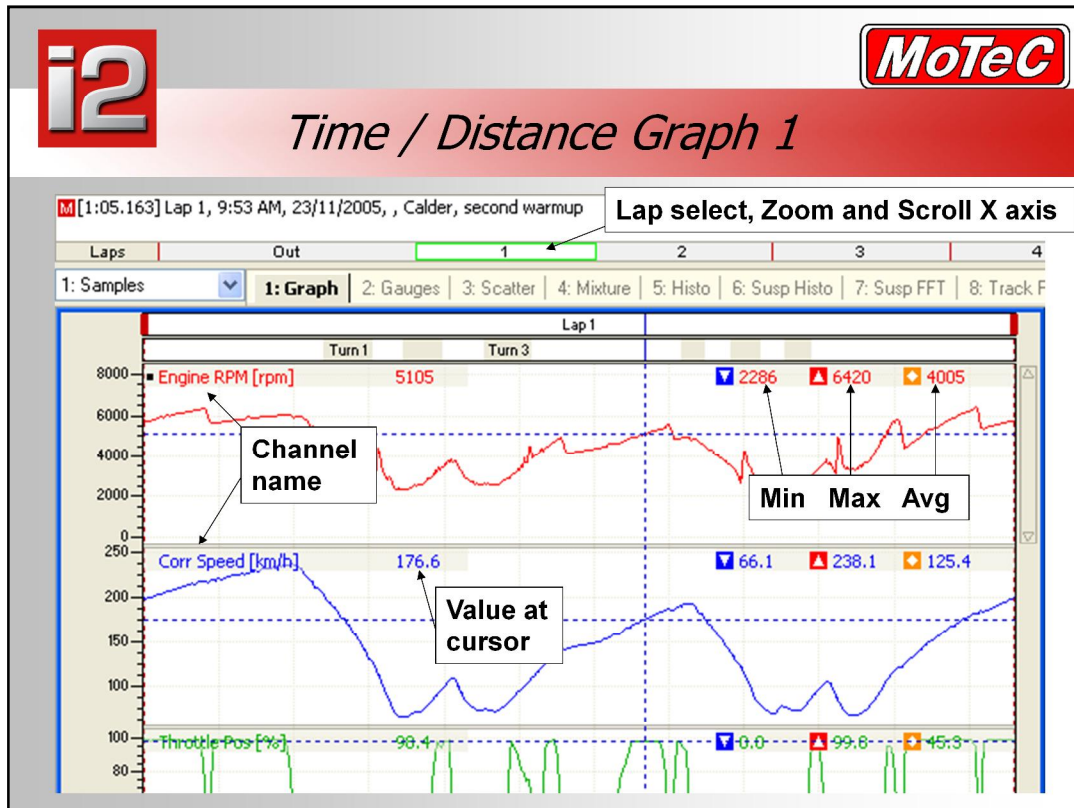 i2
MoTeC
Time / Distance Graph 1
M [1:05.163] Lap 1, 9:53 AM, 23/11/2005, , Calder, second warmup
Lap select, Zoom and Scroll X axis
Laps Out 1 2 3 4
1: Samples 1: Graph 2: Gauges 3: Scatter 4: Mixture 5: Histo 6: Susp Histo 7: Susp FFT 8: Track F
Lap 1
Turn 1 Turn 3
8000 Engine RPM [rpm] 5105 2286 6420 4005
6000
4000
2000
0
Channel
name
Min Max Avg
250 Corr Speed [km/h] 176.6 66.1 238.1 125.4
200
150
100
Value at
cursor
100 Throttle Pos [%] 98.4 0.0 99.8 45.3
80